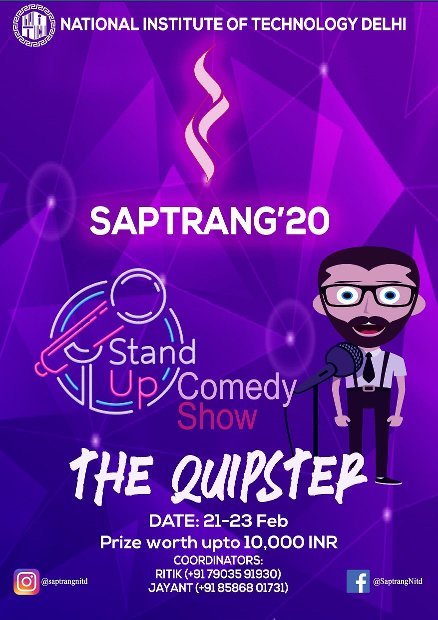 NATIONAL INSTITUTE OF TECHNOLOGY DELHI
SAPTRANG'20
Stand
Up Comedy
Show
THE QUIPSTER
DATE: 21-23 Feb
Prize worth upto 10,000 INR
COORDINATORS:
RITIK (+91 79035 91930)
JAYANT (+91 85868 01731)
@saptrangnitd
@SaptrangNitd